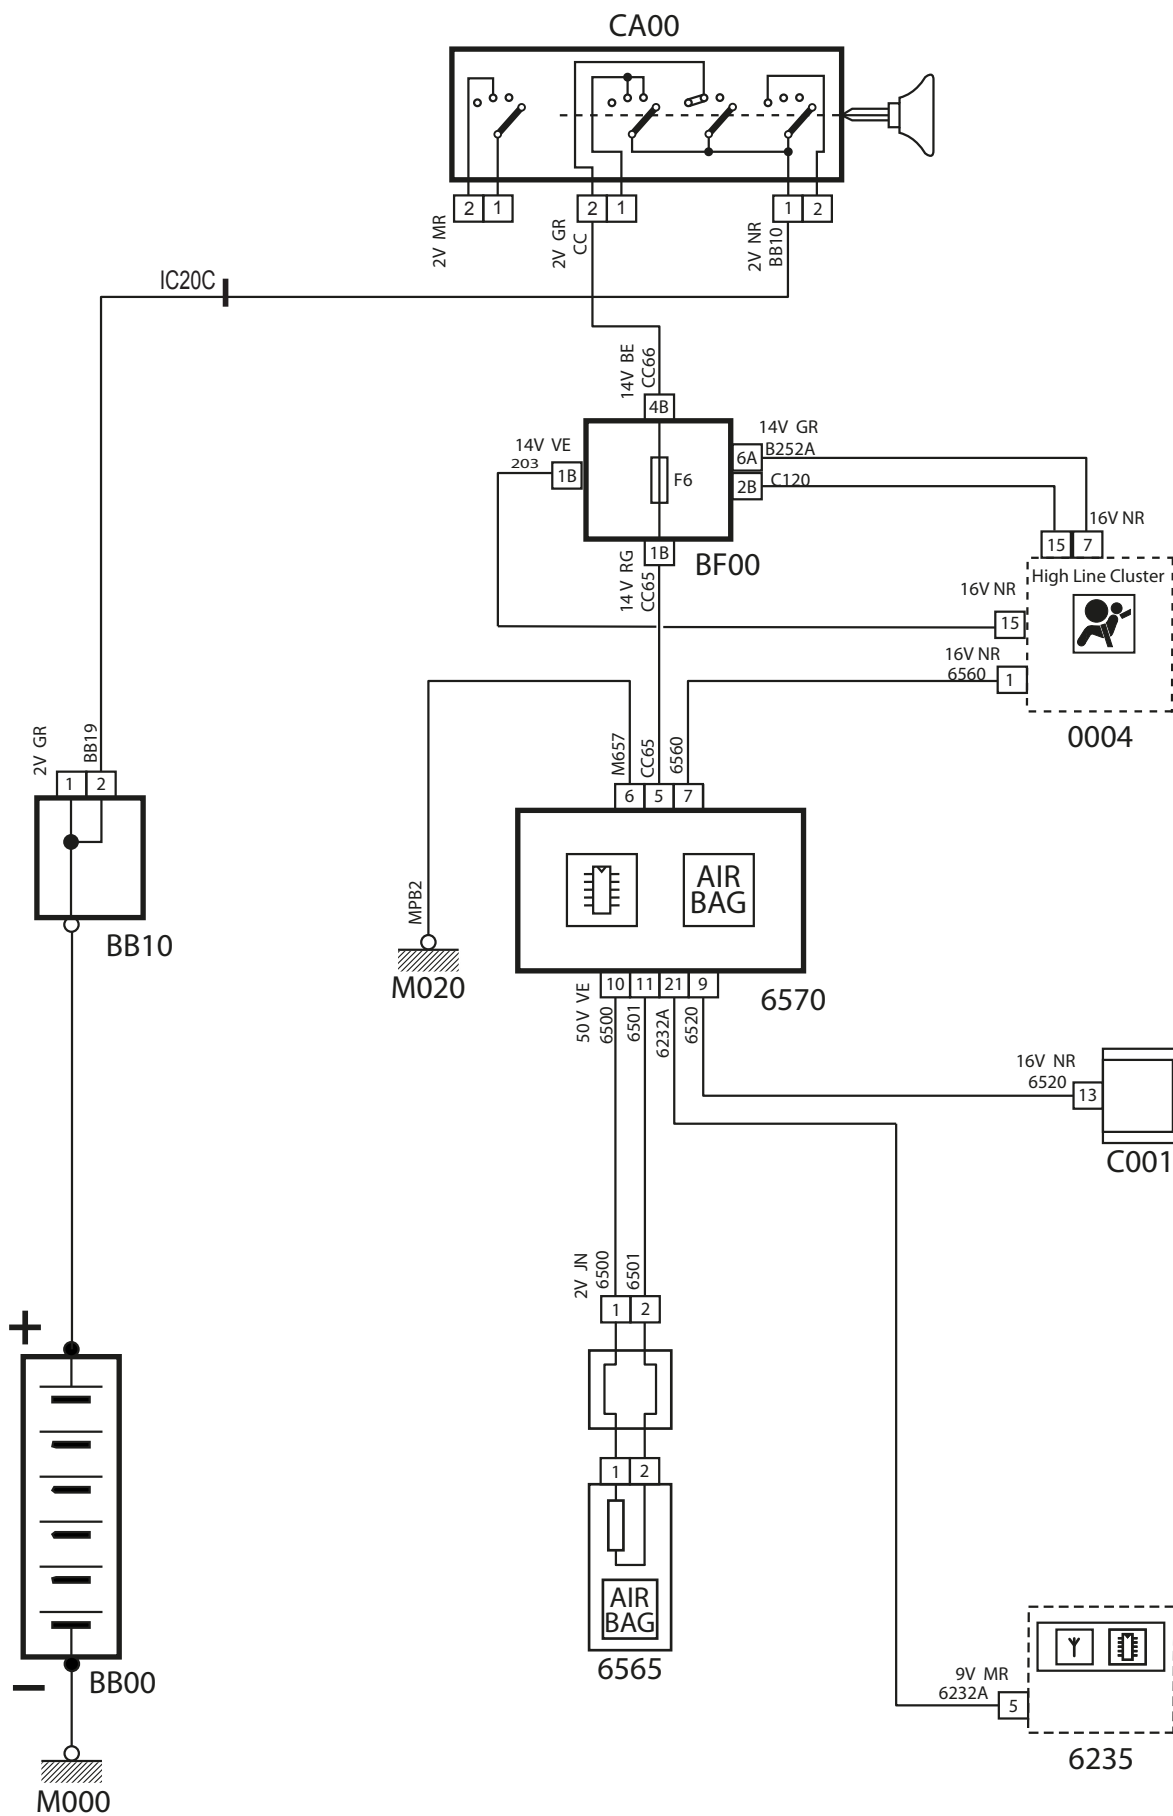 CA00
2 1 2 1 1 2
2V MR
2V GR
CC
2V NR
BB10
IC20C
14V BE
CC66
4B
14V VE
203
1B
14V GR
6A B252A
2B C120
F6
1B
BF00
14V RG
CC65
16V NR
15 7
High Line Cluster
16V NR
15
16V NR
6560
1
0004
2V GR
BB19
1 2
BB10
M657
CC65
6560
6 5 7
AIR
BAG
MPB2
M020
50V VE
10 11 21 9
6570
6500
6501
6232A
6520
16V NR
6520
13
C001
2V JN
6500
6501
1 2
+
1 2
AIR
BAG
6565
BB00
–
M000
9V MR
6232A
5
6235